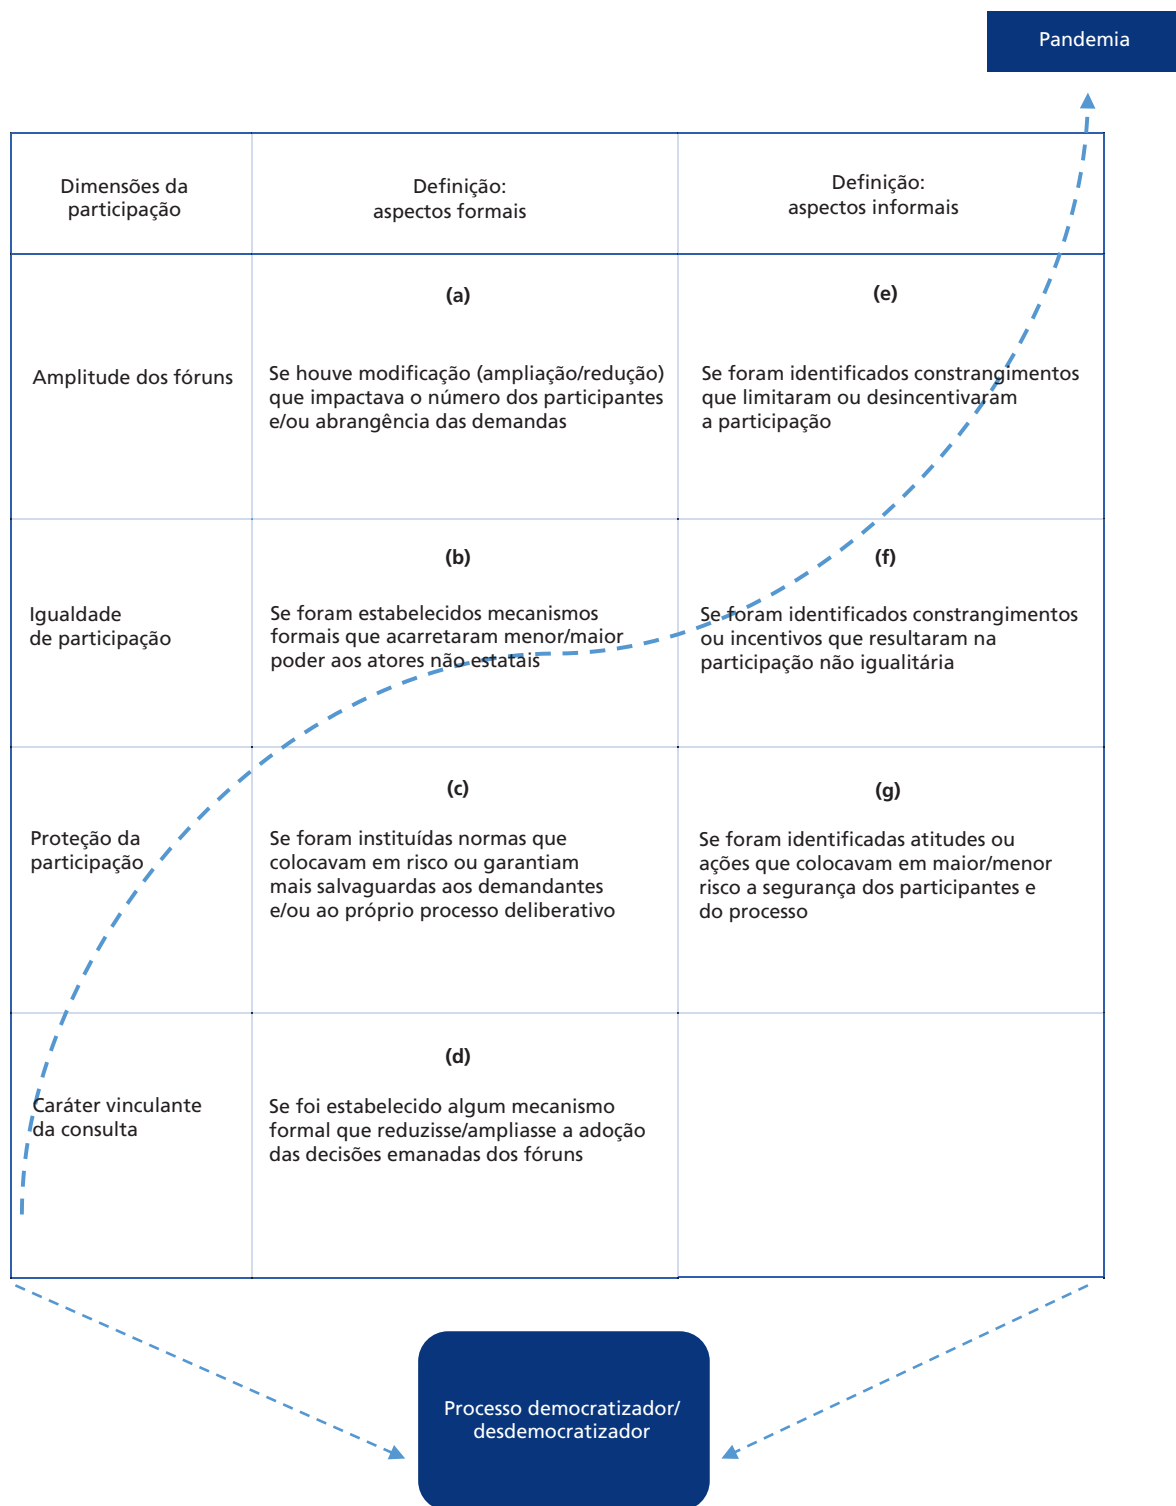 Pandemia
Dimensões da
participação
Definição:
aspectos formais
Definição:
aspectos informais
Amplitude dos fóruns
(a)
Se houve modificação (ampliação/redução)
que impactava o número dos participantes
e/ou abrangência das demandas
(e)
Se foram identificados constrangimentos
que limitaram ou desincentivaram
a participação
Igualdade
de participação
(b)
Se foram estabelecidos mecanismos
formais que acarretaram menor/maior
poder aos atores não estatais
(f)
Se foram identificados constrangimentos
ou incentivos que resultaram na
participação não igualitária
Proteção da
participação
(c)
Se foram instituídas normas que
colocavam em risco ou garantiam
mais salvaguardas aos demandantes
e/ou ao próprio processo deliberativo
(g)
Se foram identificadas atitudes ou
ações que colocavam em maior/menor
risco a segurança dos participantes e
do processo
Caráter vinculante
da consulta
(d)
Se foi estabelecido algum mecanismo
formal que reduzisse/ampliasse a adoção
das decisões emanadas dos fóruns
Processo democratizador/
desdemocratizador